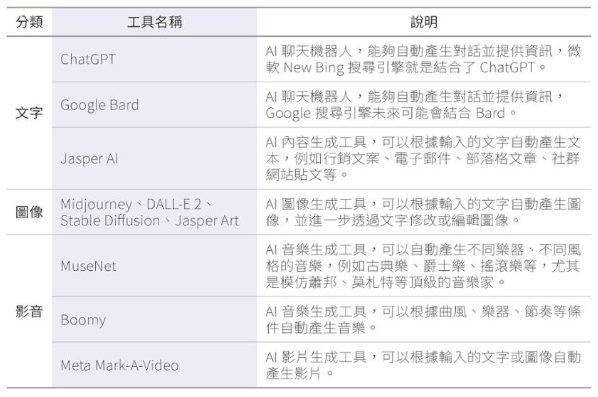 分類 工具名稱 說明
文字
ChatGPT
AI 聊天機器人，能夠自動產生對話並提供資訊，微
軟 New Bing 搜尋引擎就是結合了 ChatGPT。
Google Bard
AI 聊天機器人，能夠自動產生對話並提供資訊，
Google 搜尋引擎未來可能會結合 Bard。
Jasper AI
AI 內容生成工具，可以根據輸入的文字自動產生文
本，例如行銷文案、電子郵件、部落格文章、社群
網站貼文等。
圖像
Midjourney、DALL-E 2、
Stable Diffusion、Jasper Art
AI 圖像生成工具，可以根據輸入的文字自動產生圖
像，並進一步透過文字修改或編輯圖像。
影音
MuseNet
AI 音樂生成工具，可以自動產生不同樂器、不同風
格的音樂，例如古典樂、爵士樂、搖滾樂等，尤其
是模仿蕭邦、莫札特等頂級的音樂家。
Boomy
AI 音樂生成工具，可以根據曲風、樂器、節奏等條
件自動產生音樂。
Meta Mark-A-Video
AI 影片生成工具，可以根據輸入的文字或圖像自動
產生影片。